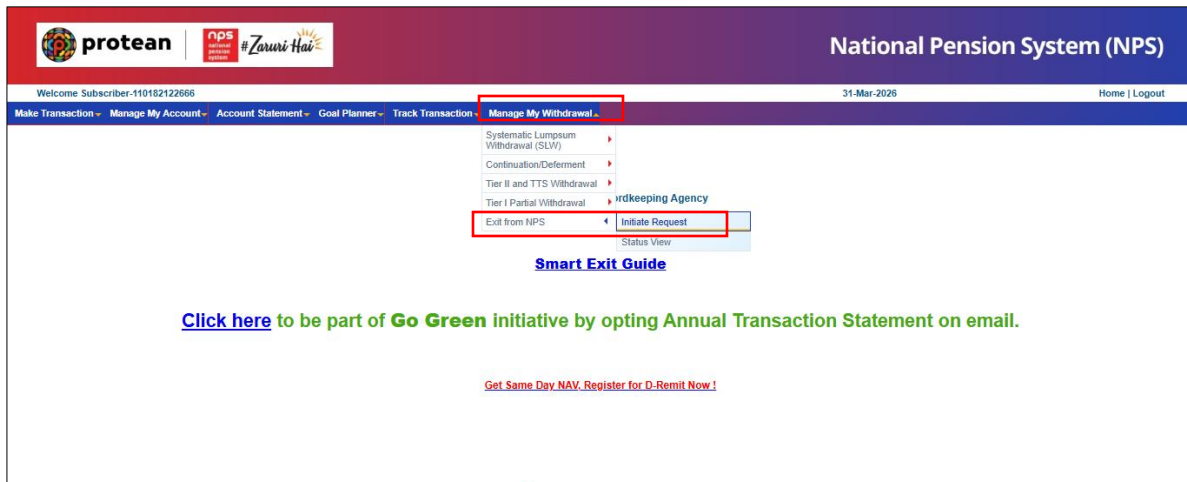 protean
nps
national
pension
system
#Zaruri Hai
National Pension System (NPS)
Welcome Subscriber-110182122666
31-Mar-2026
Home | Logout
Make Transaction Manage My Account Account Statement Goal Planner Track Transaction Manage My Withdrawal
Systematic Lumpsum
Withdrawal (SLW)
Continuation/Deferment
Tier II and TTS Withdrawal
Tier I Partial Withdrawal
rdkeeping Agency
Exit from NPS
Initiate Request
Status View
Smart Exit Guide
Click here to be part of Go Green initiative by opting Annual Transaction Statement on email.
Get Same Day NAV, Register for D-Remit Now !